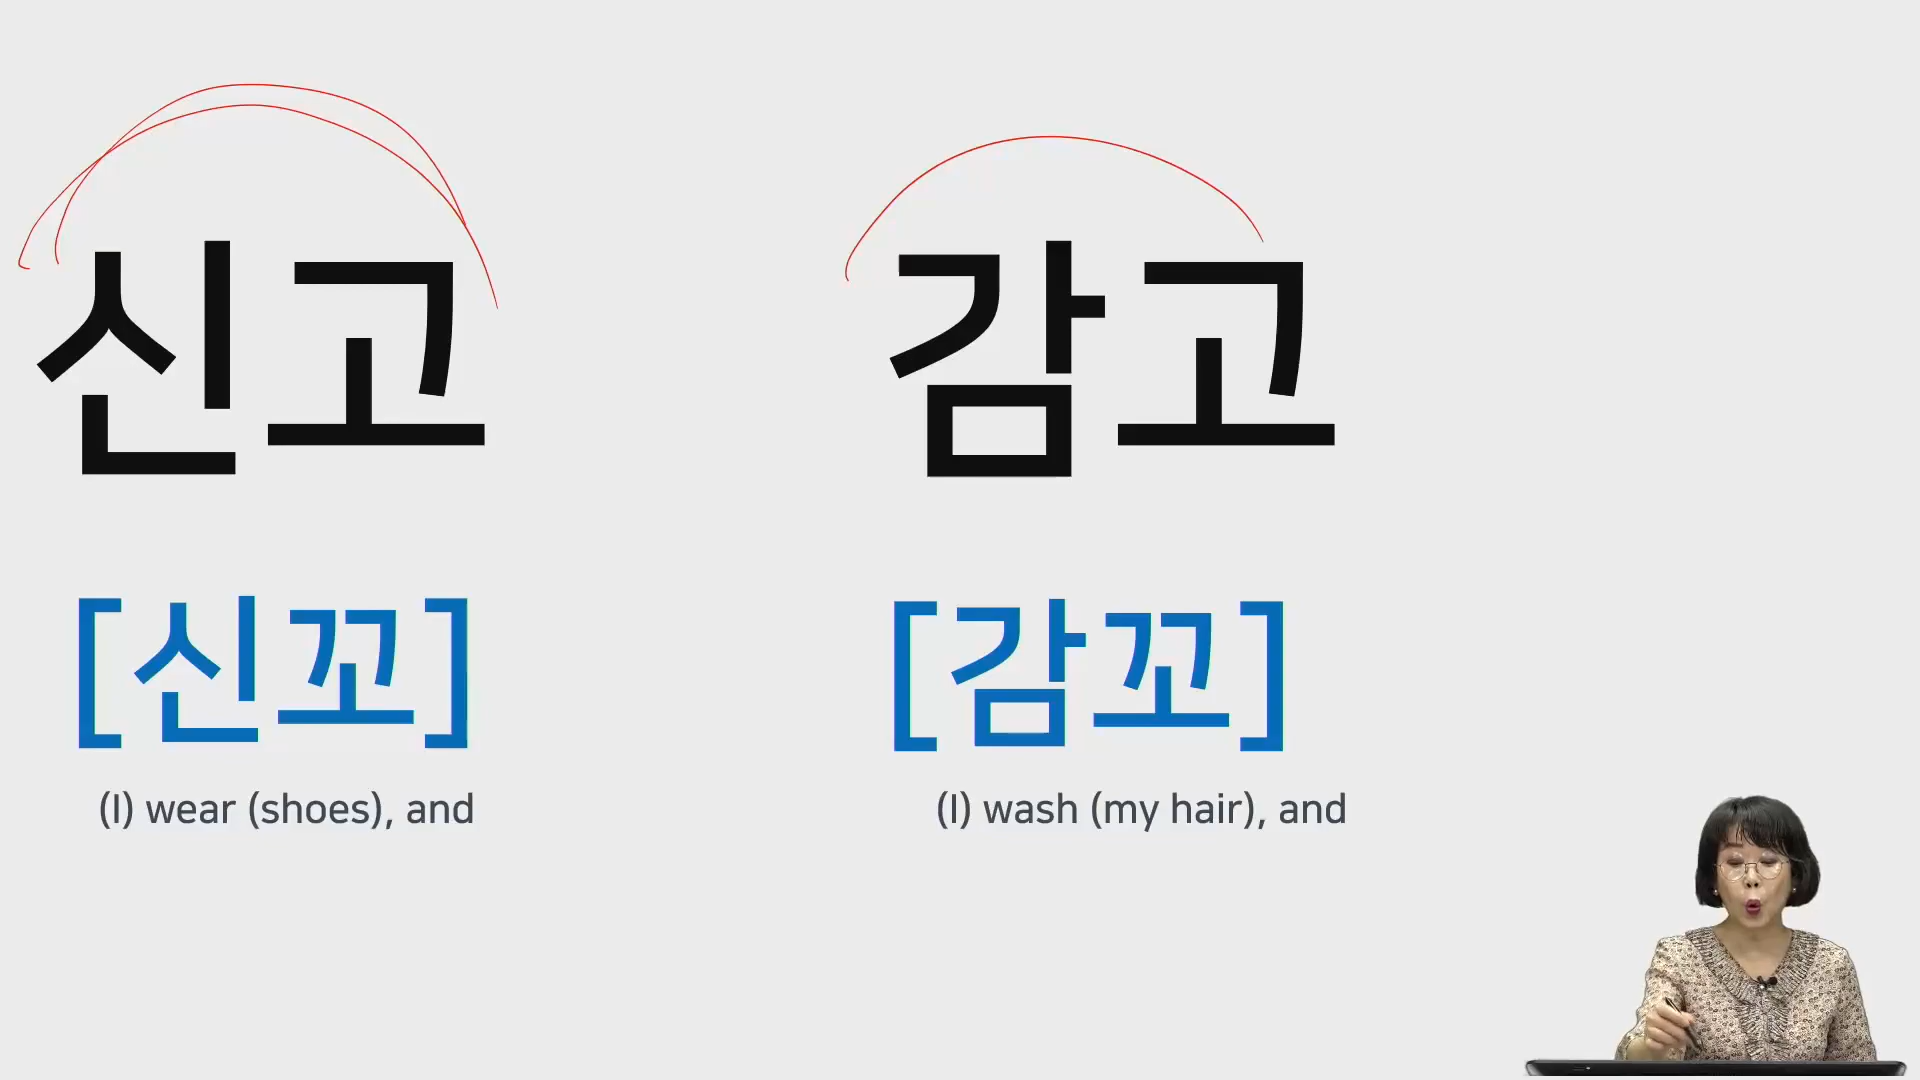 신고 감고
[신꼬] [감꼬]
(I) wear (shoes), and (I) wash (my hair), and